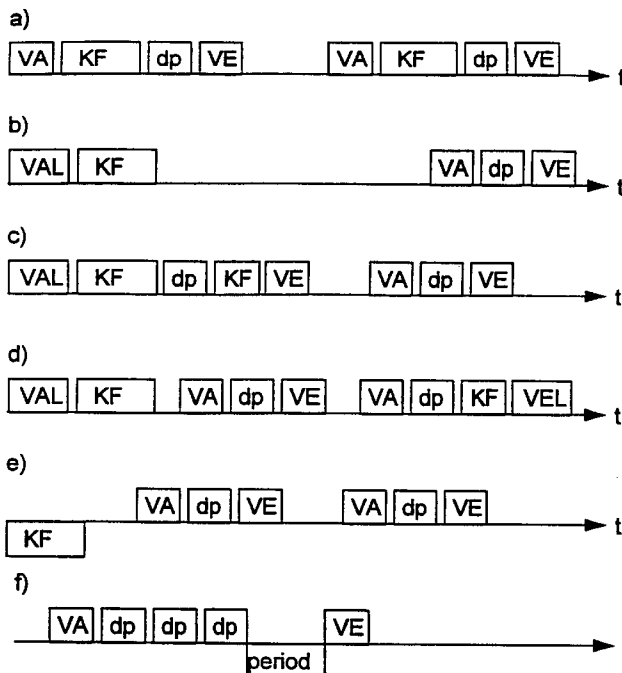 a)
VA KF dp VE VA KF dp VE t
b)
VAL KF VA dp VE t
c)
VAL KF dp KF VE VA dp VE t
d)
VAL KF VA dp VE VA dp KF VEL t
e)
VA dp VE VA dp VE t
KF
f)
VA dp dp dp VE
period